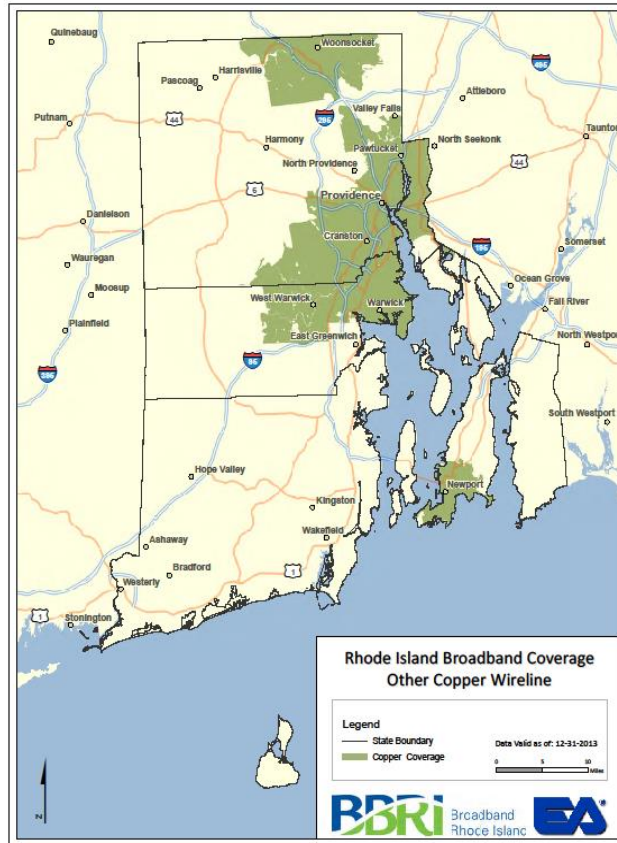 Quinebaug
Woonsocket
495
Harrisville
Pascoag
Attleboro
295
Valley Falls
Putnam
44
Taunton
Harmony
North Seekonk
Pawtucket
44
North Providence
6
Providence
Danielson
Cranston
195
Somerset
Wauregan
Ocean Grove
Moosup
West Warwick
Warwick
Fall River
Plainfield
East Greenwich
North Westport
95
395
South Westport
Hope Valley
Newport
Kingston
Wakefield
Ashaway
Bradford
1
Westerly
1
Stonington
Rhode Island Broadband Coverage
Other Copper Wireline
Legend
State Boundary
Data Valid as of: 12-31-2013
Copper Coverage
0 5 10
Miles
N
BBRI Broadband
Rhode Island
EA®